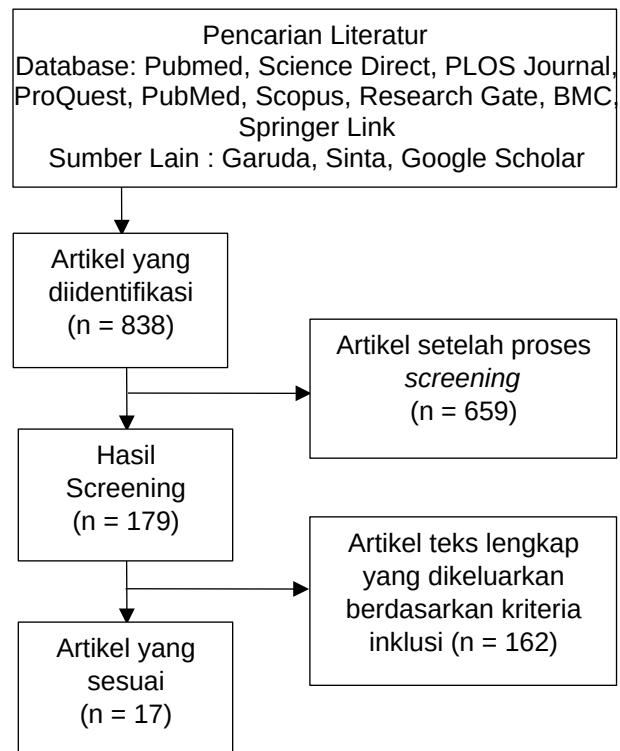 Pencarian Literatur
Database: Pubmed, Science Direct, PLOS Journal,
ProQuest, PubMed, Scopus, Research Gate, BMC,
Springer Link
Sumber Lain : Garuda, Sinta, Google Scholar
Artikel yang
diidentifikasi
(n = 838)
Artikel setelah proses
screening
(n = 659)
Hasil
Screening
(n = 179)
Artikel teks lengkap
yang dikeluarkan
berdasarkan kriteria
inklusi (n = 162)
Artikel yang
sesuai
(n = 17)